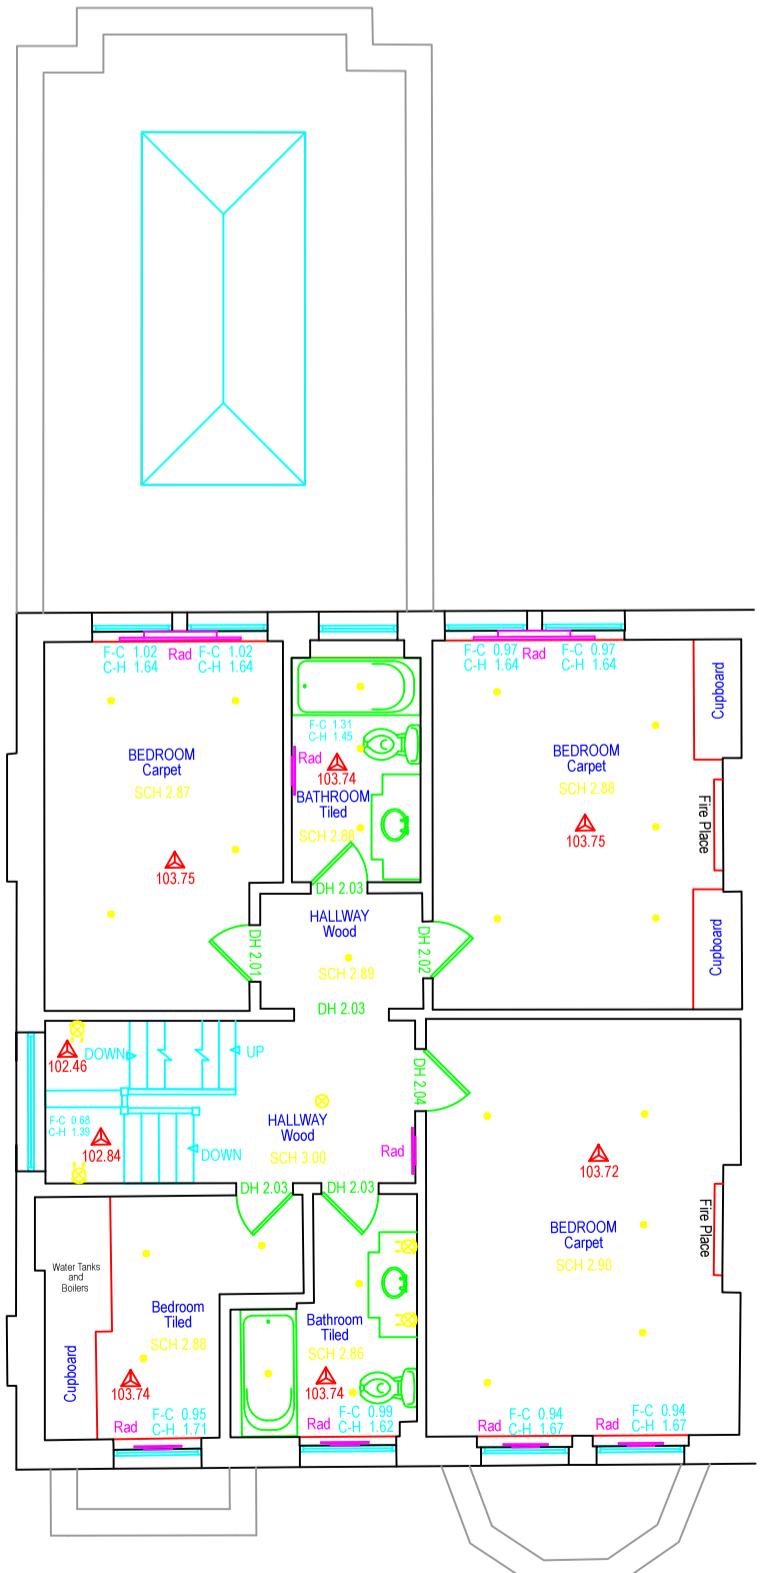 F-C 1.02
C-H 1.64
Rad
F-C 1.02
C-H 1.64
F-C 0.97
C-H 1.64
Rad
F-C 0.97
C-H 1.64
Cupboard
F-C 1.31
C-H 1.45
Rad
103.74
BEDROOM
Carpet
SCH 2.87
BATHROOM
Tiled
SCH 2.88
BEDROOM
Carpet
SCH 2.88
Fire Place
103.75
103.75
DH 2.03
HALLWAY
Wood
DH 2.01
DH 2.02
SCH 2.89
Cupboard
DH 2.03
102.46
DOWN
UP
DH 2.04
F-C 0.68
C-H 1.39
102.84
DOWN
HALLWAY
Wood
SCH 3.00
Rad
103.72
DH 2.03
DH 2.03
BEDROOM
Carpet
SCH 2.90
Fire Place
Water Tanks
and
Boilers
Bedroom
Tiled
SCH 2.88
Bathroom
Tiled
SCH 2.86
Cupboard
103.74
103.74
Rad
F-C 0.95
C-H 1.71
Rad
F-C 0.99
C-H 1.62
Rad
F-C 0.94
C-H 1.67
Rad
F-C 0.94
C-H 1.67